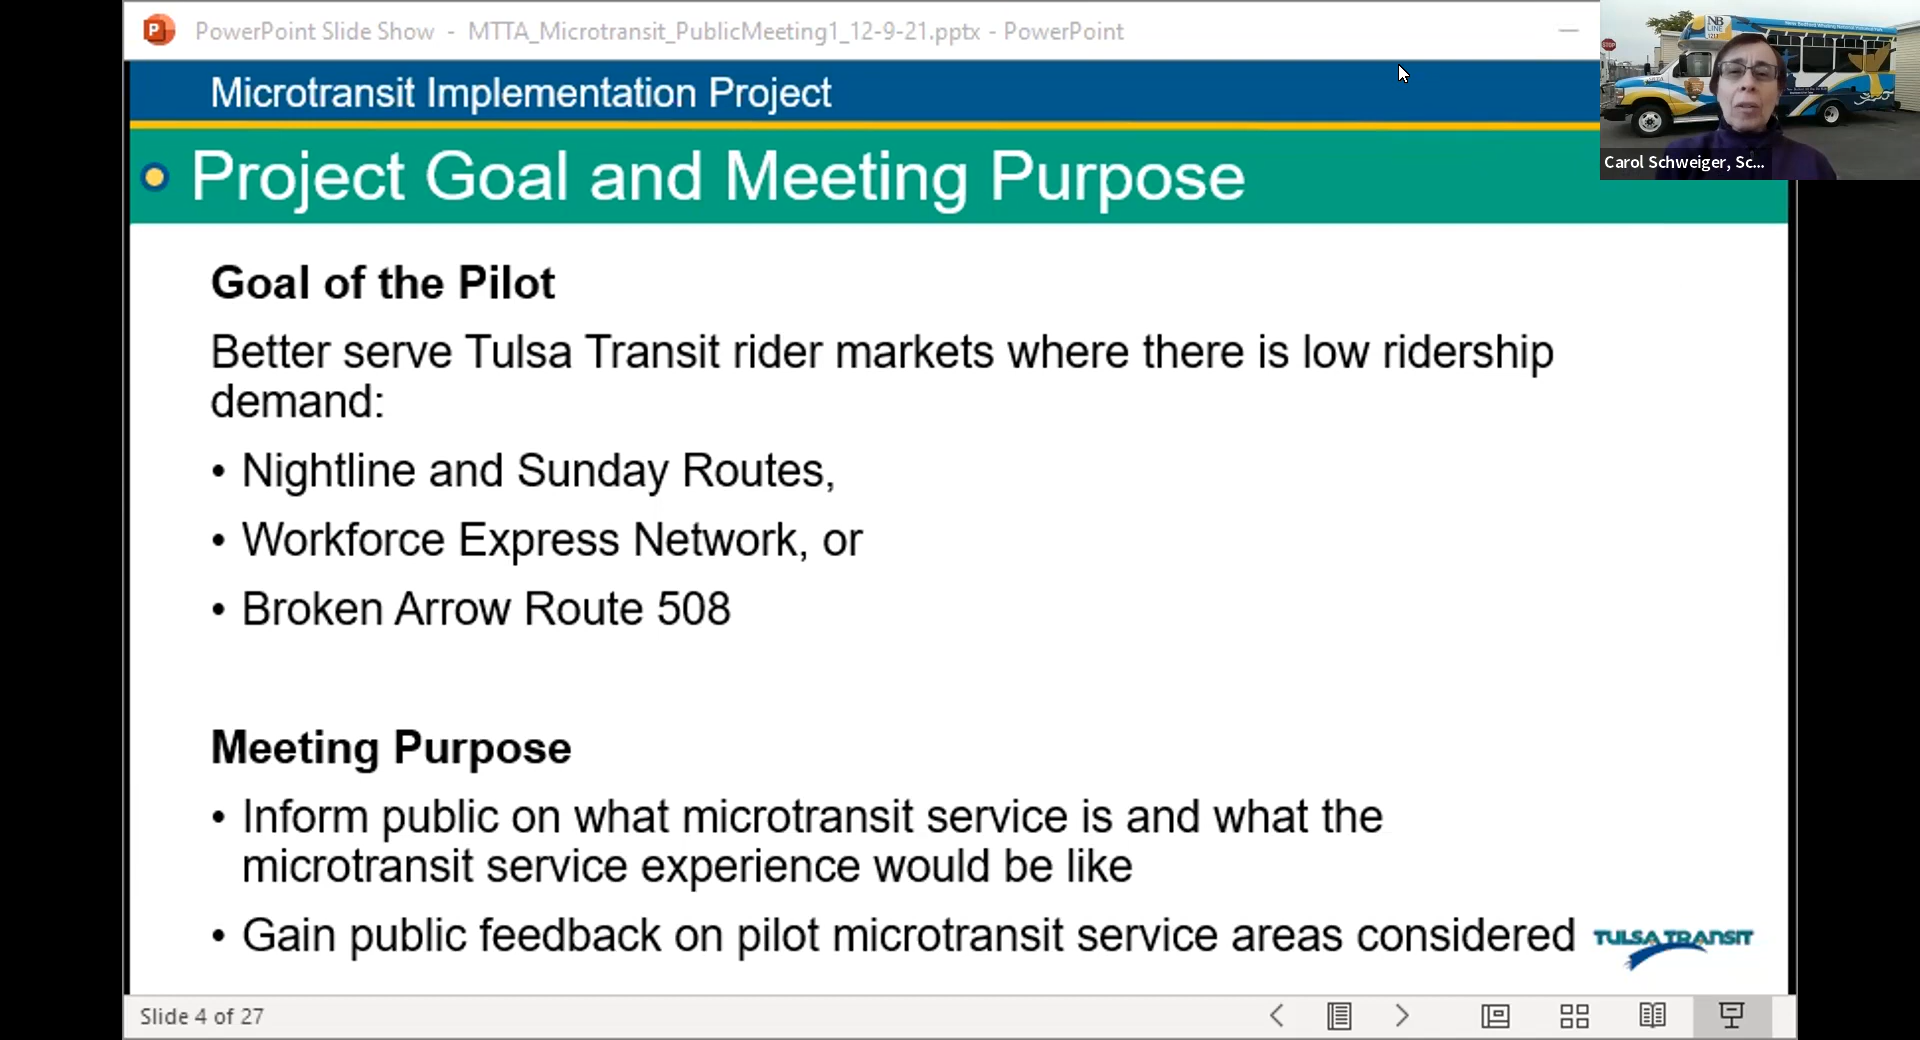 PowerPoint Slide Show - MTTA_Microtransit_PublicMeeting1_12-9-21.pptx - PowerPoint
Microtransit Implementation Project
Project Goal and Meeting Purpose
NB
LINE
STOP
Carol Schweiger, Sc...
Goal of the Pilot
Better serve Tulsa Transit rider markets where there is low ridership
demand:
• Nightline and Sunday Routes,
• Workforce Express Network, or
• Broken Arrow Route 508
Meeting Purpose
• Inform public on what microtransit service is and what the
microtransit service experience would be like
• Gain public feedback on pilot microtransit service areas considered
TULSA TRANSIT
Slide 4 of 27